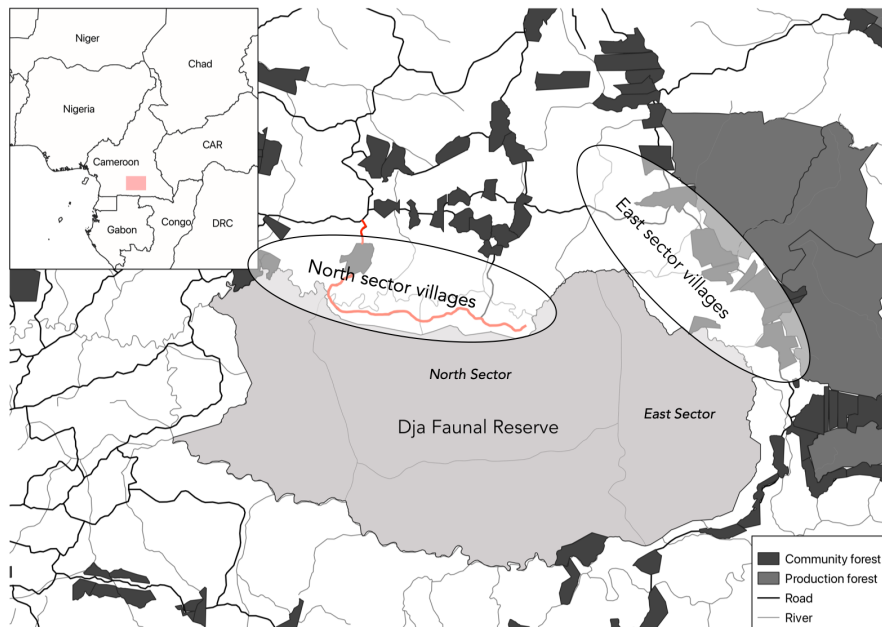 Niger
Chad
Nigeria
CAR
Cameroon
Gabon
Congo
DRC
North sector villages
East sector villages
North Sector
East Sector
Dja Faunal Reserve
Community forest
Production forest
Road
River